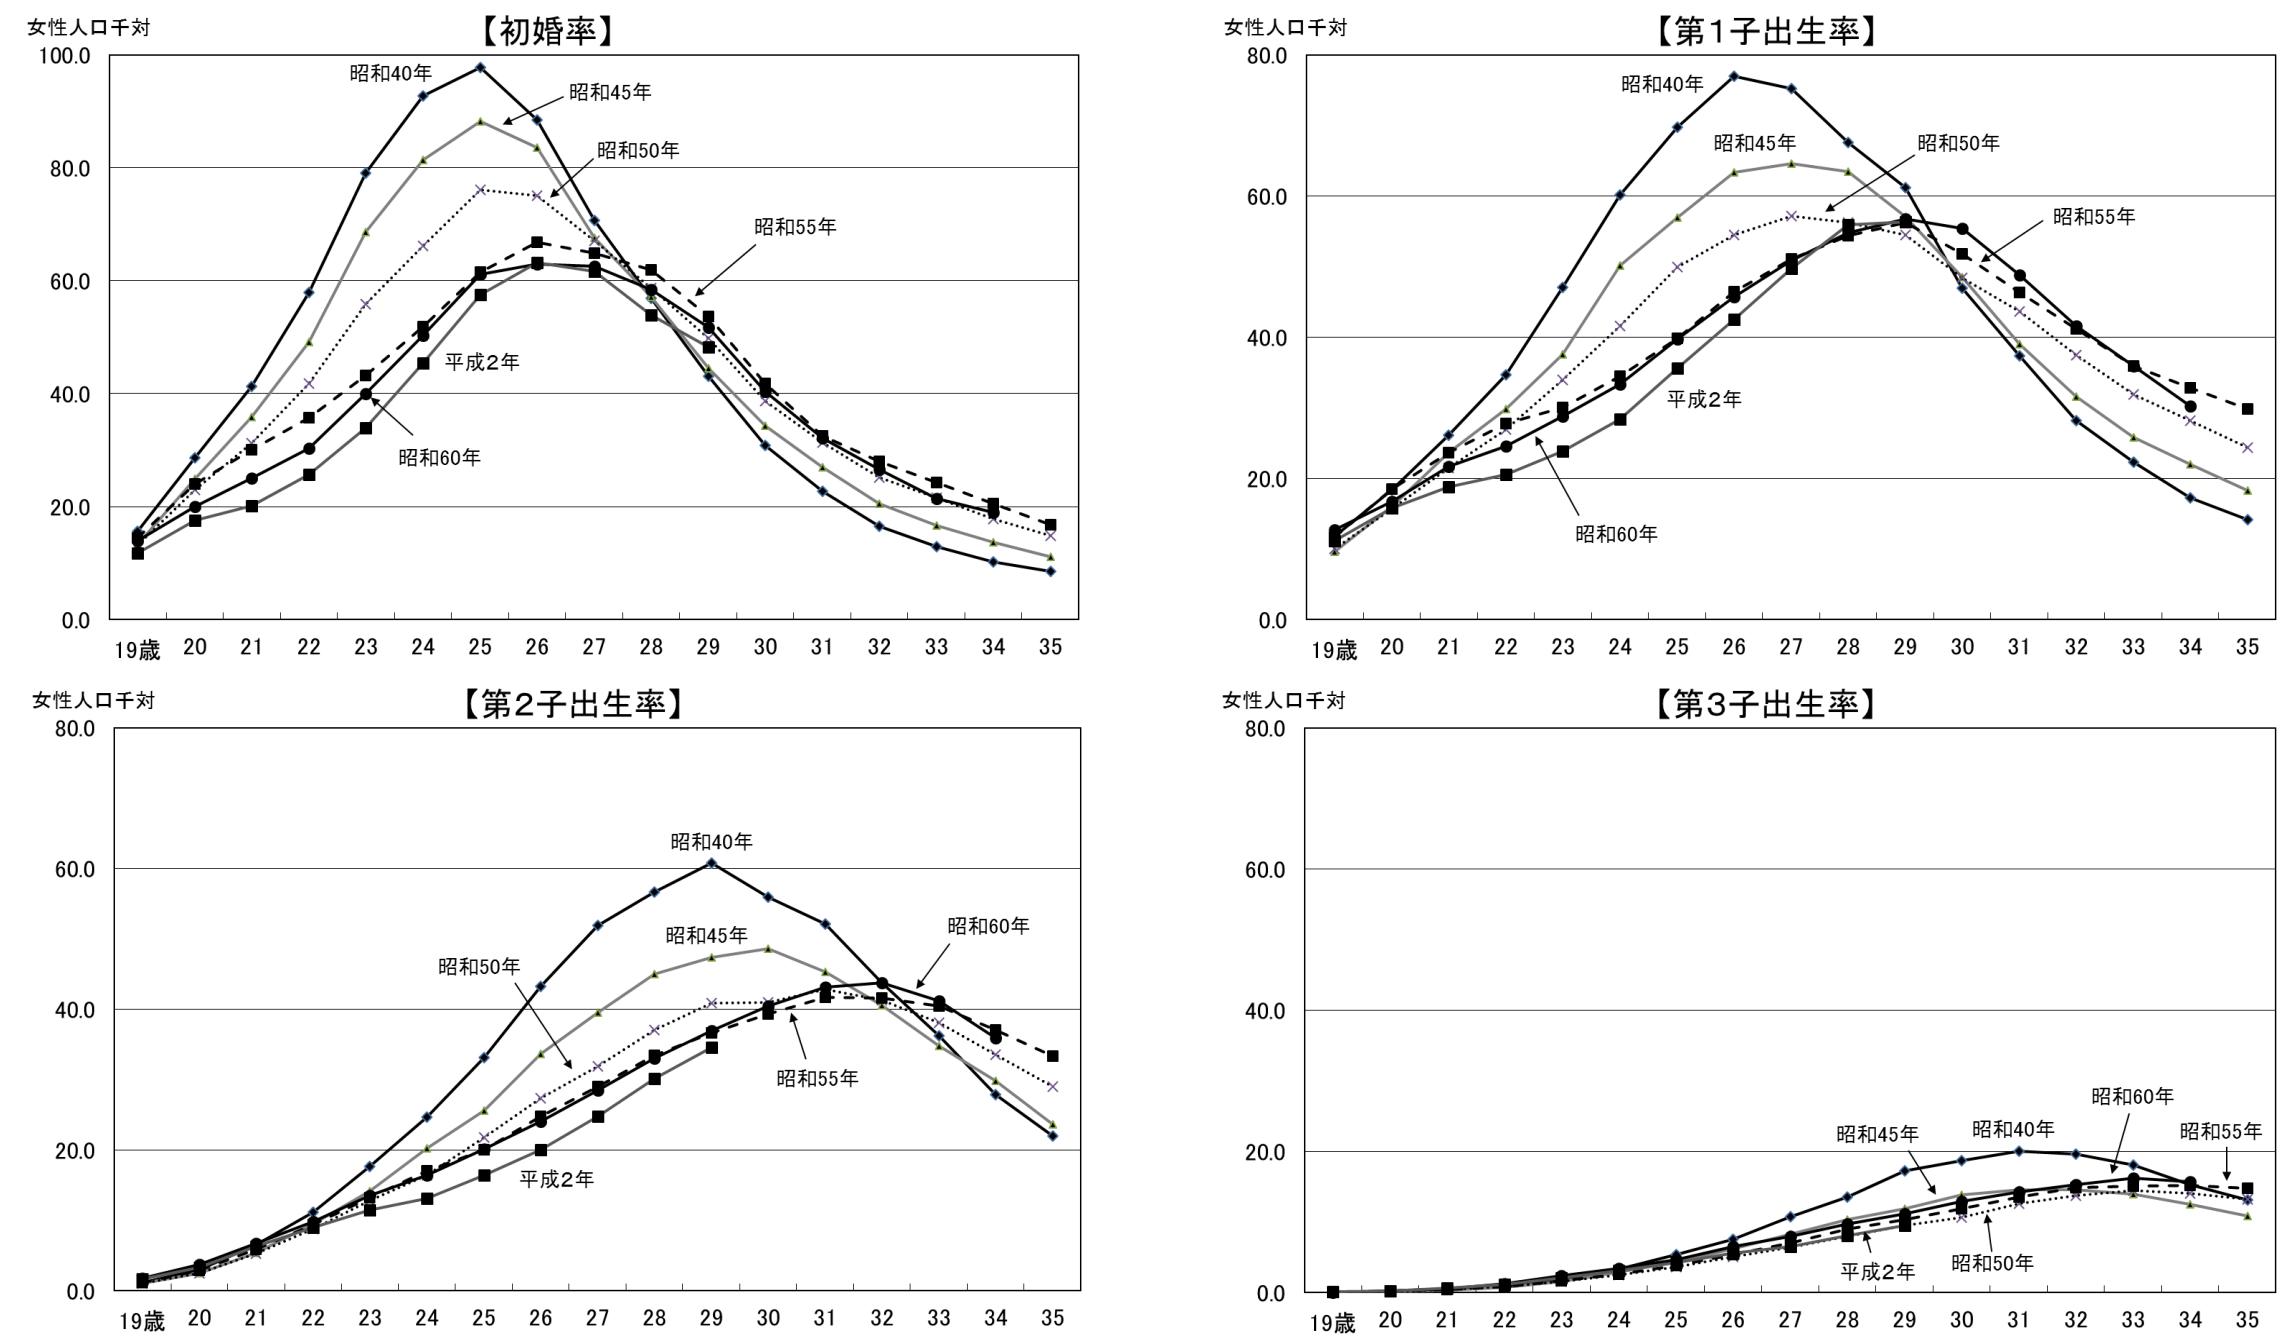 女性人口千対
【初婚率】
100.0
80.0
60.0
40.0
20.0
0.0
昭和40年
昭和45年
昭和50年
昭和55年
平成2年
昭和60年
19歳 20 21 22 23 24 25 26 27 28 29 30 31 32 33 34 35
女性人口千対
【第1子出生率】
80.0
60.0
40.0
20.0
0.0
昭和40年
昭和45年
昭和50年
昭和55年
平成2年
昭和60年
19歳 20 21 22 23 24 25 26 27 28 29 30 31 32 33 34 35
女性人口千対
【第2子出生率】
80.0
60.0
40.0
20.0
0.0
昭和40年
昭和60年
昭和45年
昭和50年
昭和55年
平成2年
19歳 20 21 22 23 24 25 26 27 28 29 30 31 32 33 34 35
女性人口千対
【第3子出生率】
80.0
60.0
40.0
20.0
0.0
昭和60年
昭和45年
昭和40年
昭和55年
平成2年
昭和50年
19歳 20 21 22 23 24 25 26 27 28 29 30 31 32 33 34 35